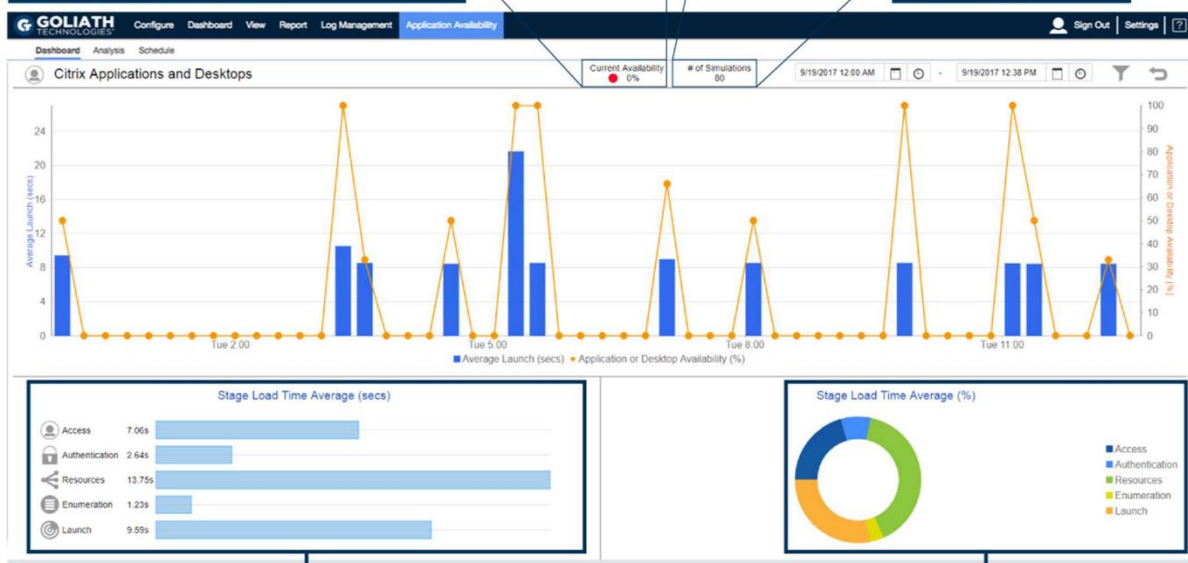 GOLIATH
TECHNOLOGIES
Configure Dashboard View Report Log Management Application Availability
Sign Out Settings ?
Dashboard Analysis Schedule
Citrix Applications and Desktops
Current Availability
0%
# of Simulations
80
9/19/2017 12:00 AM - 9/19/2017 12:38 PM
Average Launch (secs)
24
20
16
12
8
4
0
100
90
80
70
60
50
40
30
20
10
0
Application or Desktop Availability (%)
Tue 2:00 Tue 5:00 Tue 8:00 Tue 11:00
Average Launch (secs) Application or Desktop Availability (%)
Stage Load Time Average (secs)
Access 7.06s
Authentication 2.64s
Resources 13.75s
Enumeration 1.23s
Launch 9.59s
Stage Load Time Average (%)
Access
Authentication
Resources
Enumeration
Launch